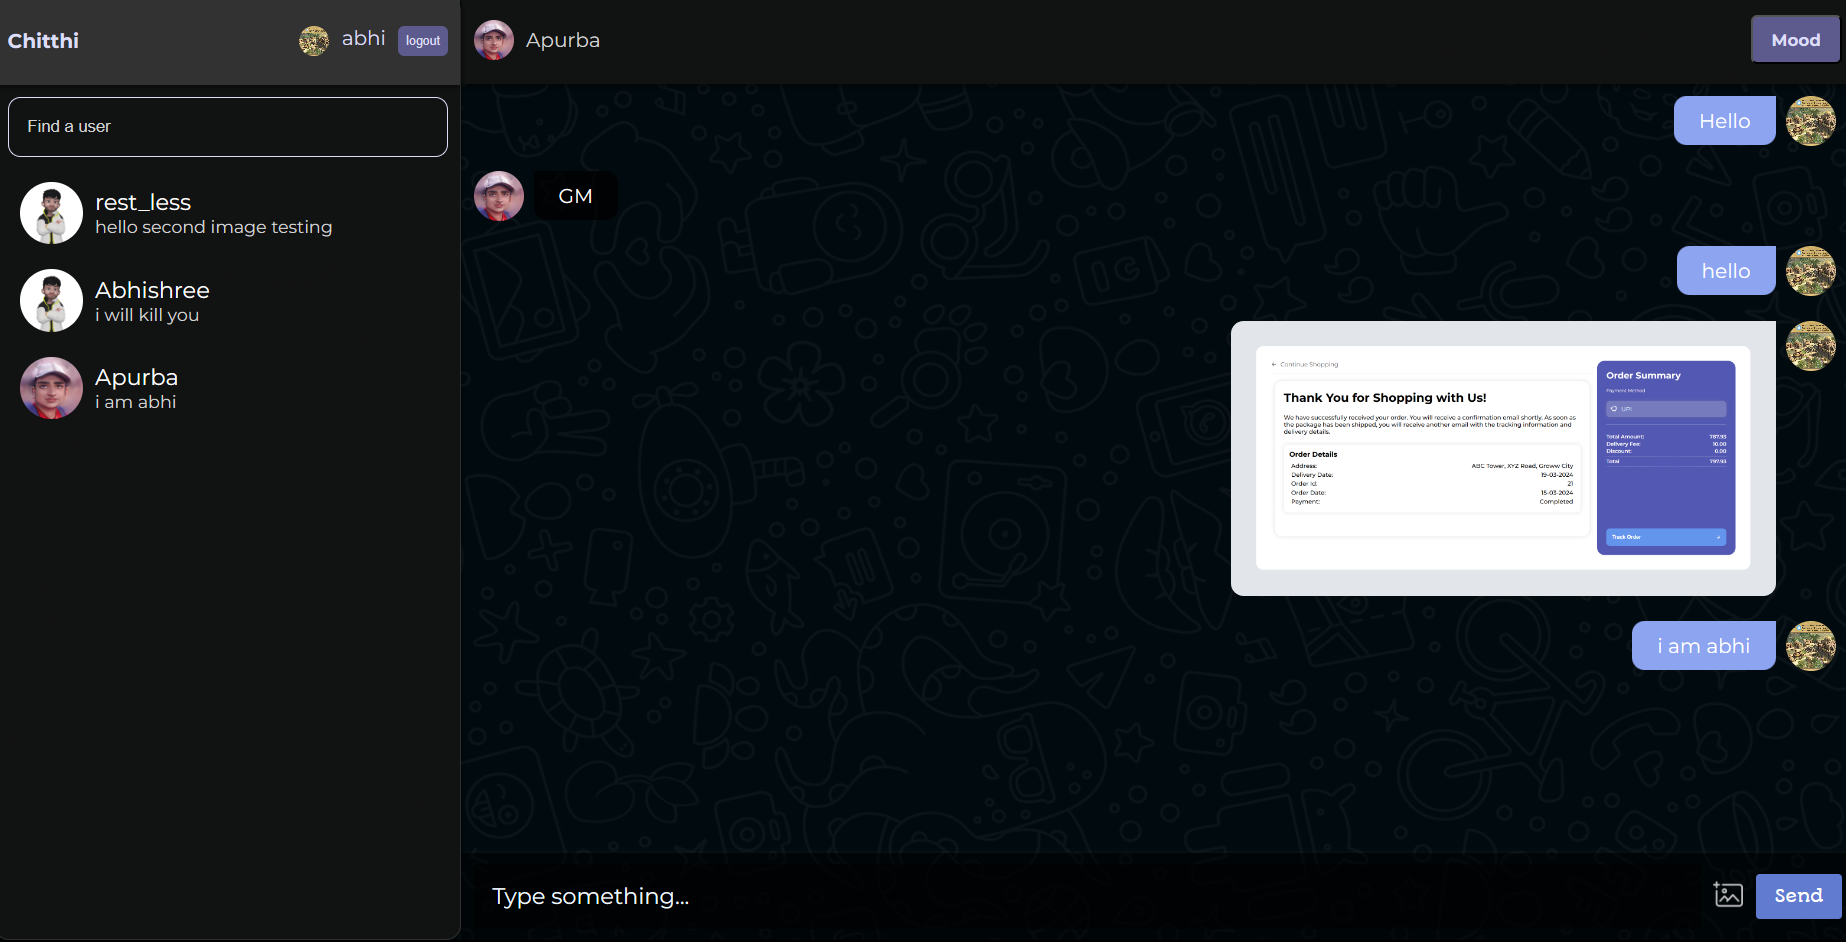 Chitthi
abhi
logout
Find a user
rest_less
hello second image testing
Abhishree
i will kill you
Apurba
i am abhi
Apurba
Mood
Hello
GM
hello
← Continue Shopping
Thank You for Shopping with Us!
We have successfully received your order. You will receive a confirmation email shortly. As soon as
the package has been shipped, you will receive another email with the tracking information and
delivery details.
Order Details
Address: ABC Tower, XYZ Road, Groww City
Delivery Date: 19-03-2024
Order Id: 21
Order Date: 15-03-2024
Payment: Completed
Order Summary
Payment Method
UPI
Total Amount: 787.93
Delivery Fee: 10.00
Discount: 0.00
Total 797.93
Track Order
i am abhi
Type something...
Send